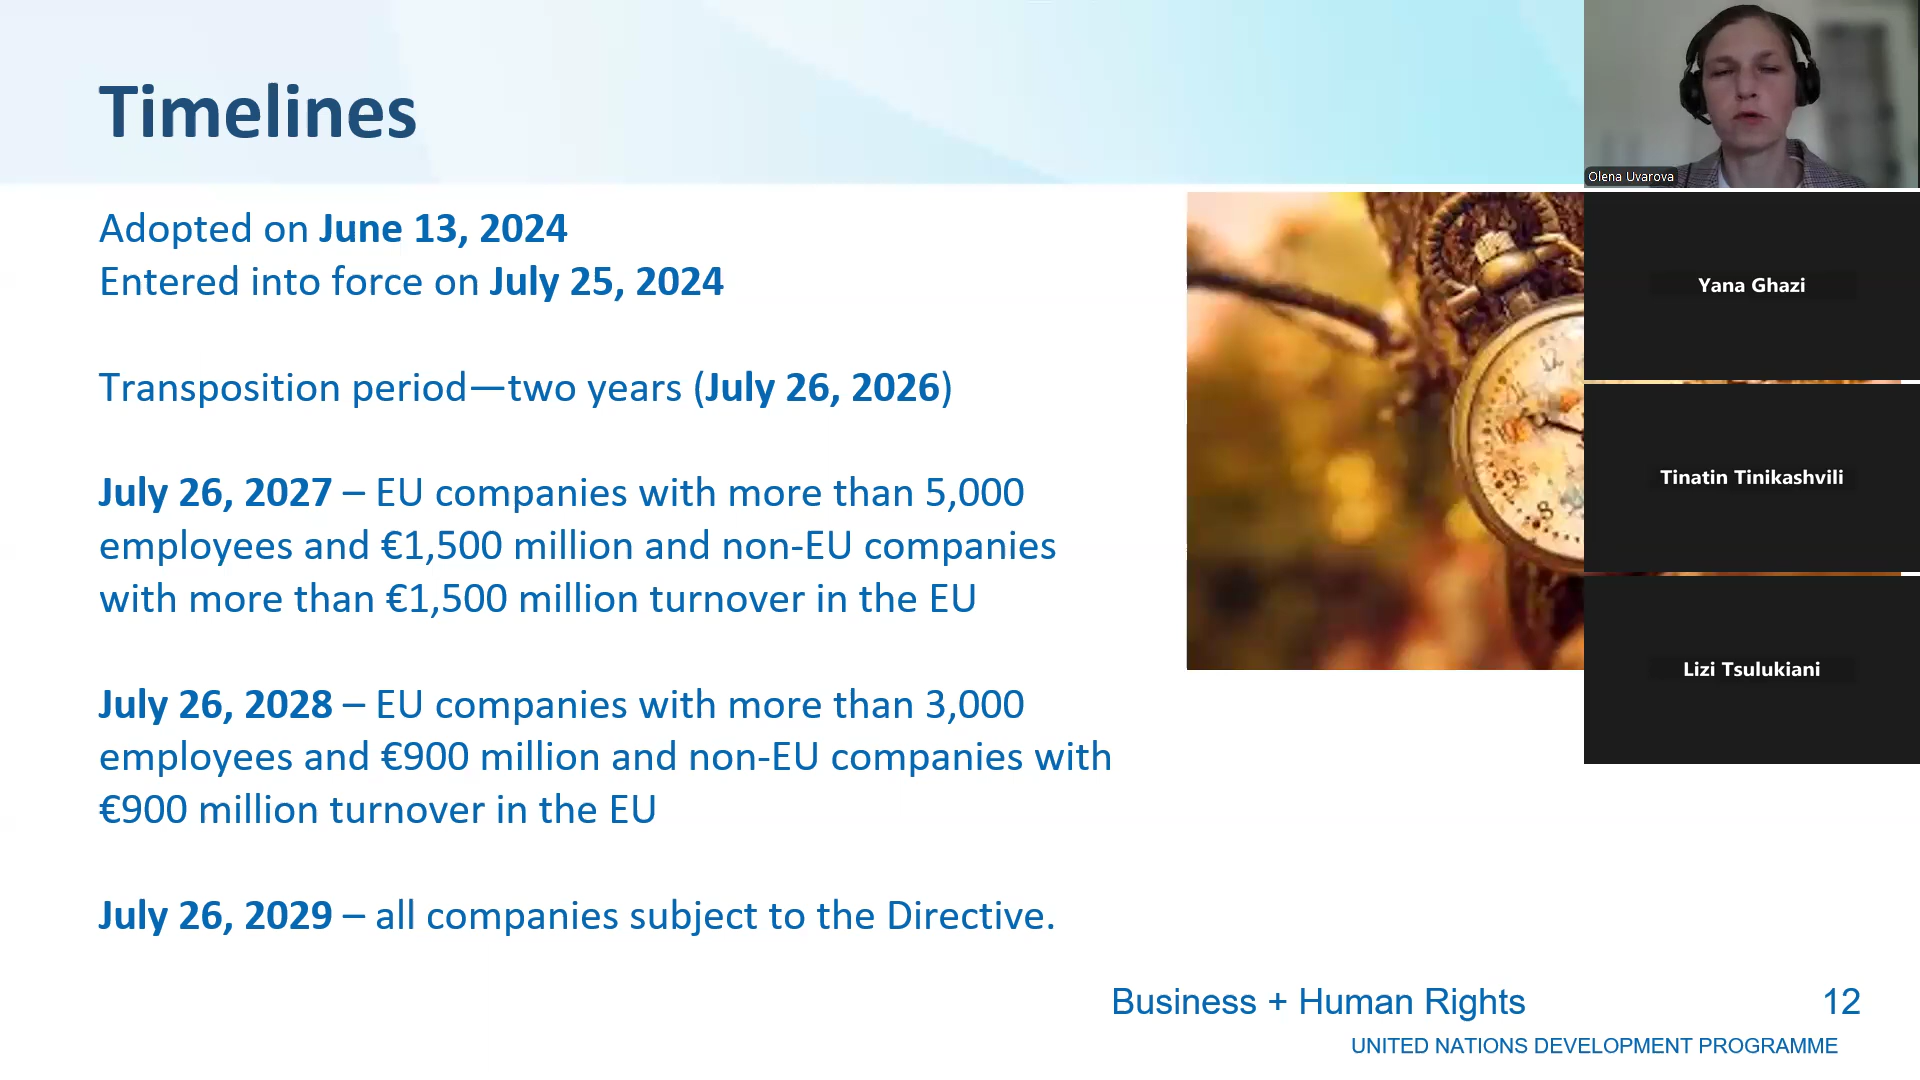 Timelines
Adopted on June 13, 2024
Entered into force on July 25, 2024
Transposition period—two years (July 26, 2026)
July 26, 2027 – EU companies with more than 5,000
employees and €1,500 million and non-EU companies
with more than €1,500 million turnover in the EU
July 26, 2028 – EU companies with more than 3,000
employees and €900 million and non-EU companies with
€900 million turnover in the EU
July 26, 2029 – all companies subject to the Directive.
Business + Human Rights
12
UNITED NATIONS DEVELOPMENT PROGRAMME
Olena Uvarova
Yana Ghazi
Tinatin Tinikashvili
Lizi Tsulukiani
8